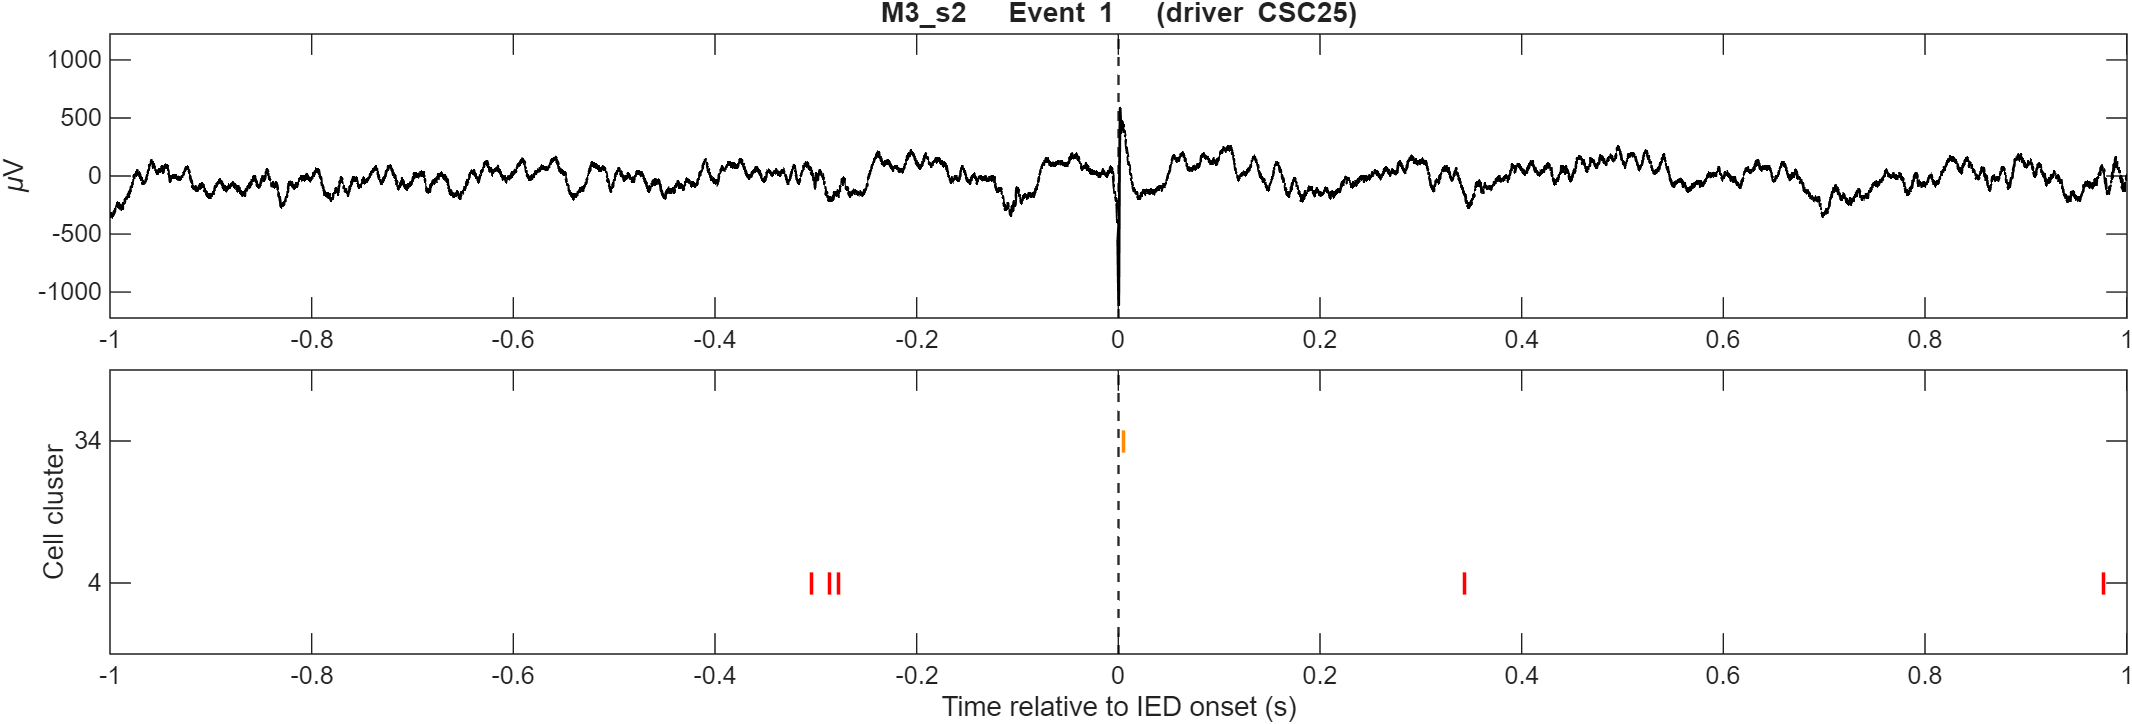 M3_s2 Event 1 (driver CSC25)
1000
500
0
-500
-1000
µV
-1 -0.8 -0.6 -0.4 -0.2 0 0.2 0.4 0.6 0.8 1
34
4
Cell cluster
-1 -0.8 -0.6 -0.4 -0.2 0 0.2 0.4 0.6 0.8 1
Time relative to IED onset (s)